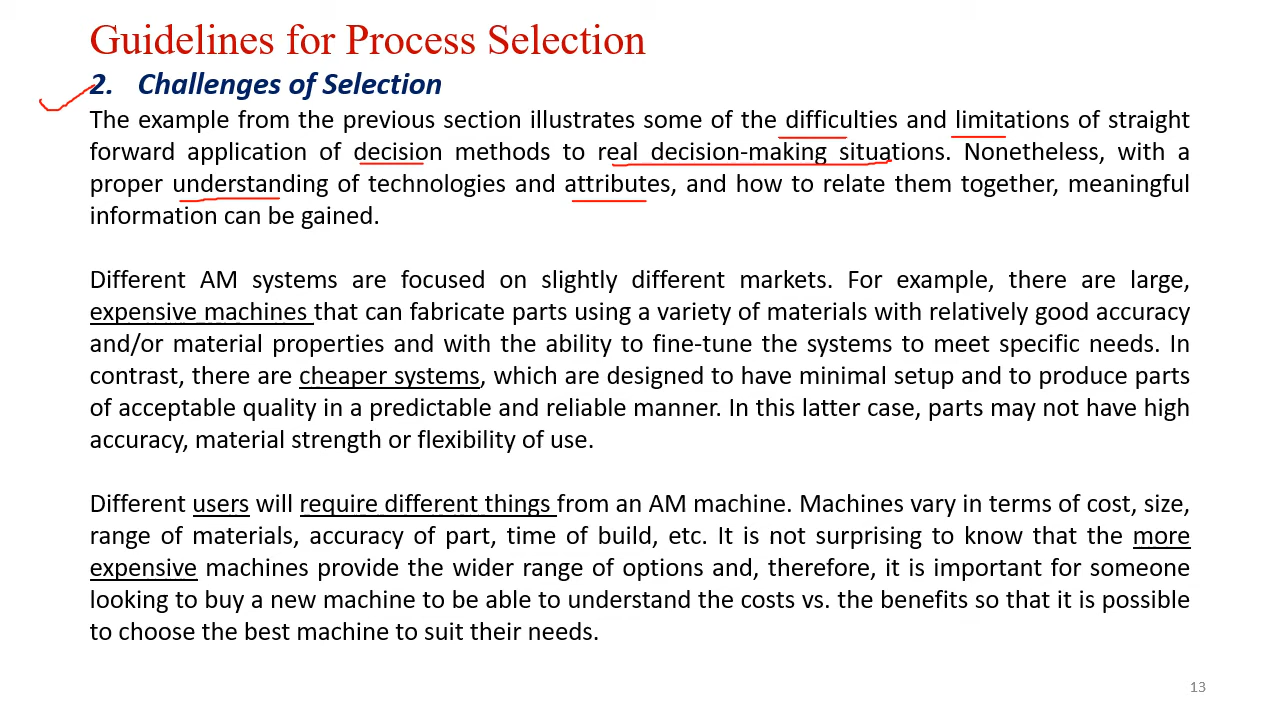 Guidelines for Process Selection
2. Challenges of Selection
The example from the previous section illustrates some of the difficulties and limitations of straight
forward application of decision methods to real decision-making situations. Nonetheless, with a
proper understanding of technologies and attributes, and how to relate them together, meaningful
information can be gained.
Different AM systems are focused on slightly different markets. For example, there are large,
expensive machines that can fabricate parts using a variety of materials with relatively good accuracy
and/or material properties and with the ability to fine-tune the systems to meet specific needs. In
contrast, there are cheaper systems, which are designed to have minimal setup and to produce parts
of acceptable quality in a predictable and reliable manner. In this latter case, parts may not have high
accuracy, material strength or flexibility of use.
Different users will require different things from an AM machine. Machines vary in terms of cost, size,
range of materials, accuracy of part, time of build, etc. It is not surprising to know that the more
expensive machines provide the wider range of options and, therefore, it is important for someone
looking to buy a new machine to be able to understand the costs vs. the benefits so that it is possible
to choose the best machine to suit their needs.
13